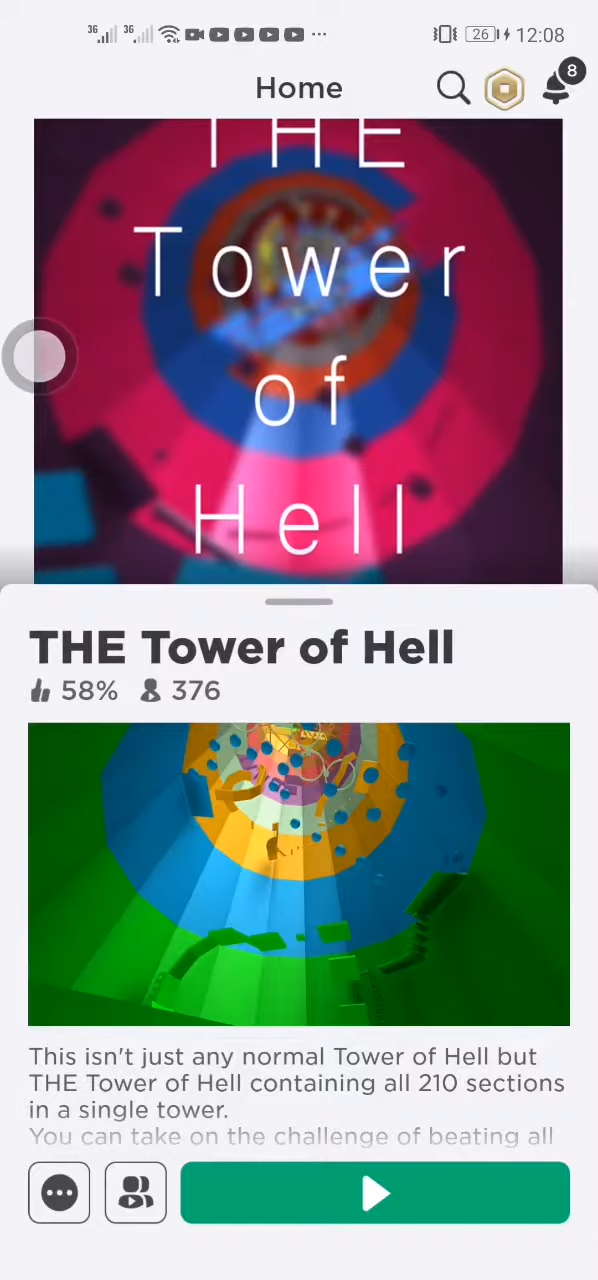 3G 3G 26 12:08
Home
8
THE
Tower
of
Hell
THE Tower of Hell
58% 376
This isn't just any normal Tower of Hell but
THE Tower of Hell containing all 210 sections
in a single tower.
You can take on the challenge of beating all